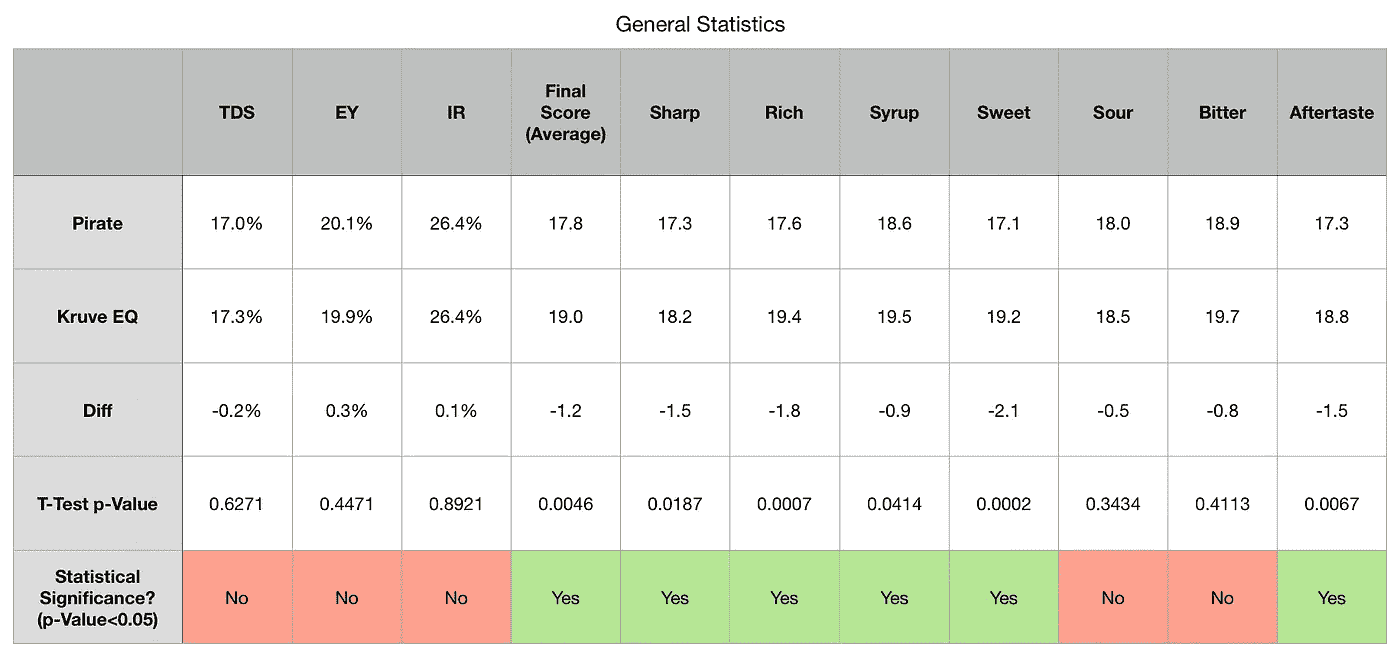 General Statistics
TDS EY IR Final Score (Average) Sharp Rich Syrup Sweet Sour Bitter Aftertaste
Pirate 17.0% 20.1% 26.4% 17.8 17.3 17.6 18.6 17.1 18.0 18.9 17.3
Kruve EQ 17.3% 19.9% 26.4% 19.0 18.2 19.4 19.5 19.2 18.5 19.7 18.8
Diff -0.2% 0.3% 0.1% -1.2 -1.5 -1.8 -0.9 -2.1 -0.5 -0.8 -1.5
T-Test p-Value 0.6271 0.4471 0.8921 0.0046 0.0187 0.0007 0.0414 0.0002 0.3434 0.4113 0.0067
Statistical Significance? (p-Value<0.05) No No No Yes Yes Yes Yes Yes No No Yes